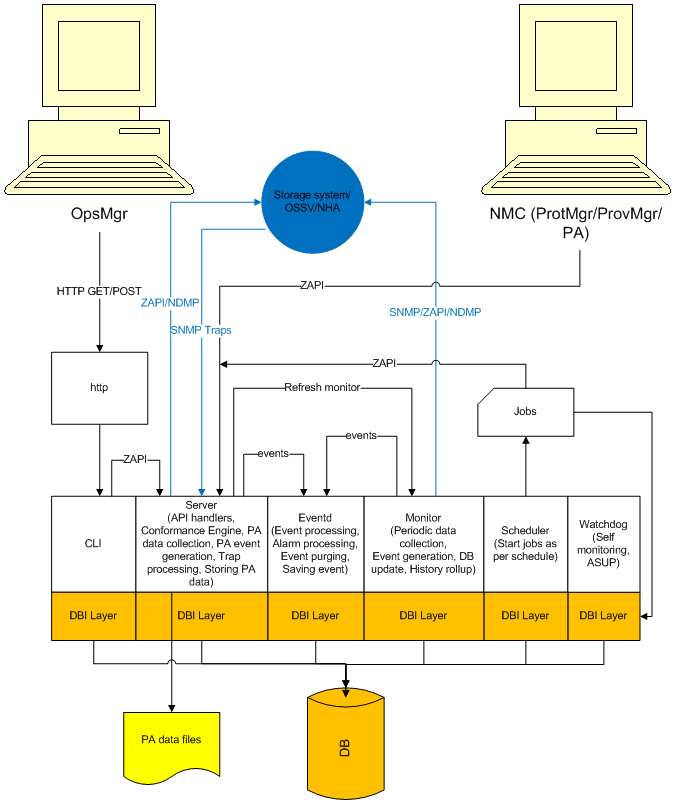 Storage system/
OSSV/NHA
OpsMgr
NMC (ProtMgr/ProvMgr/
PA)
HTTP GET/POST
ZAPI
ZAPI/NDMP
SNMP/ZAPI/NDMP
SNMP Traps
ZAPI
http
Refresh monitor
Jobs
events
events
ZAPI
CLI
Server
(API handlers,
Conformance Engine, PA
data collection, PA event
generation, Trap
processing, Storing PA
data)
Eventd
(Event processing,
Alarm processing,
Event purging,
Saving event)
Monitor
(Periodic data
collection,
Event generation, DB
update, History rollup)
Scheduler
(Start jobs as
per schedule)
Watchdog
(Self
monitoring,
ASUP)
DBI Layer
DBI Layer
DBI Layer
DBI Layer
DBI Layer
DBI Layer
PA data files
DB